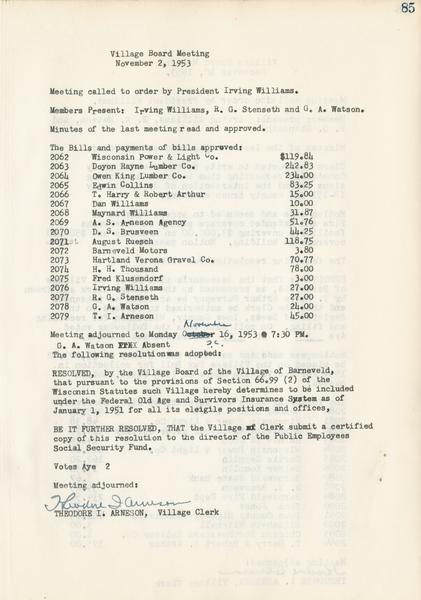 85
Village Board Meeting
November 2, 1953
Meeting called to order by President Irving Williams.
Members Present: Irving Williams, R. G. Stenseth and G. A. Watson.
Minutes of the last meeting read and approved.
The Bills and payments of bills approved:
2062 Wisconsin Power & Light Co. $119.84
2063 Doyon Rayne Lumber Co. 242.83
2064 Owen King Lumber Co. 234.00
2065 Edwin Collins 83.25
2066 T. Harry & Robert Arthur 15.00
2067 Dan Williams 10.00
2068 Maynard Williams 31.87
2069 A. S. Arneson Agency 51.76
2070 D. S. Brusveen 44.25
2071 August Ruesch 118.75
2072 Barneveld Motors 3.80
2073 Hartland Verona Gravel Co. 70.77
2071 H. H. Thousand 78.00
2075 Fred Klusendorf 3.00
2076 Irving Williams 27.00
2077 R. G. Stenseth 27.00
2078 G. A. Watson 24.00
2079 T. I. Arneson 45.00
November
Meeting adjourned to Monday October 16, 1953 @ 7:30 PM.
G. A. Watson Absent
The following resolution was adopted:
RESOLVED, by the Village Board of the Village of Barneveld,
that pursuant to the provisions of Section 66.99 (2) of the
Wisconsin Statutes such Village hereby determines to be included
under the Federal Old Age and Survivors Insurance System as of
January 1, 1951 for all its eleigile positions and offices,
BE IT FURTHER RESOLVED, THAT the Village Clerk submit a certified
copy of this resolution to the director of the Public Employees
Social Security Fund.
Votes Aye 2
Meeting adjourned:
Theodore I Arneson
THEODORE I. ARNESON, Village Clerk